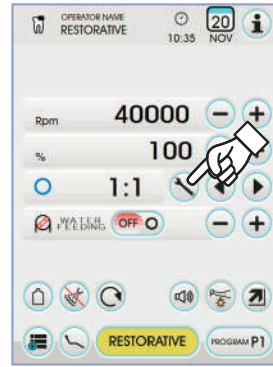 OPERATOR NAME
RESTORATIVE
10:35
20
NOV
i
Rpm 40000 − +
% 100 +
1:1
WATER FEEDING OFF − +
RESTORATIVE
PROGRAM P1